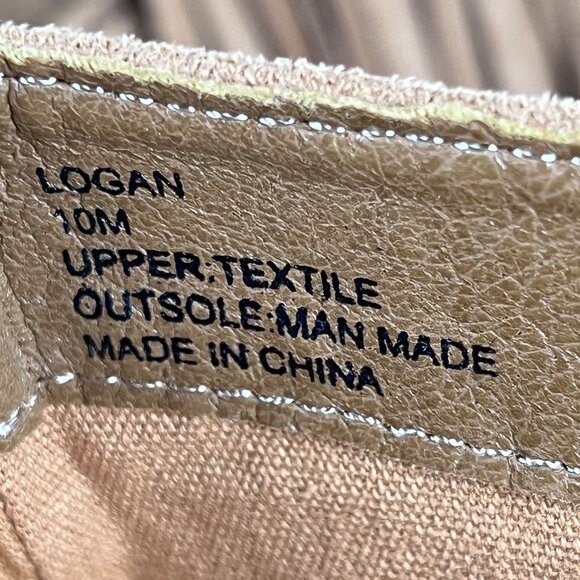 LOGAN
10M
UPPER:TEXTILE
OUTSOLE:MAN MADE
MADE IN CHINA